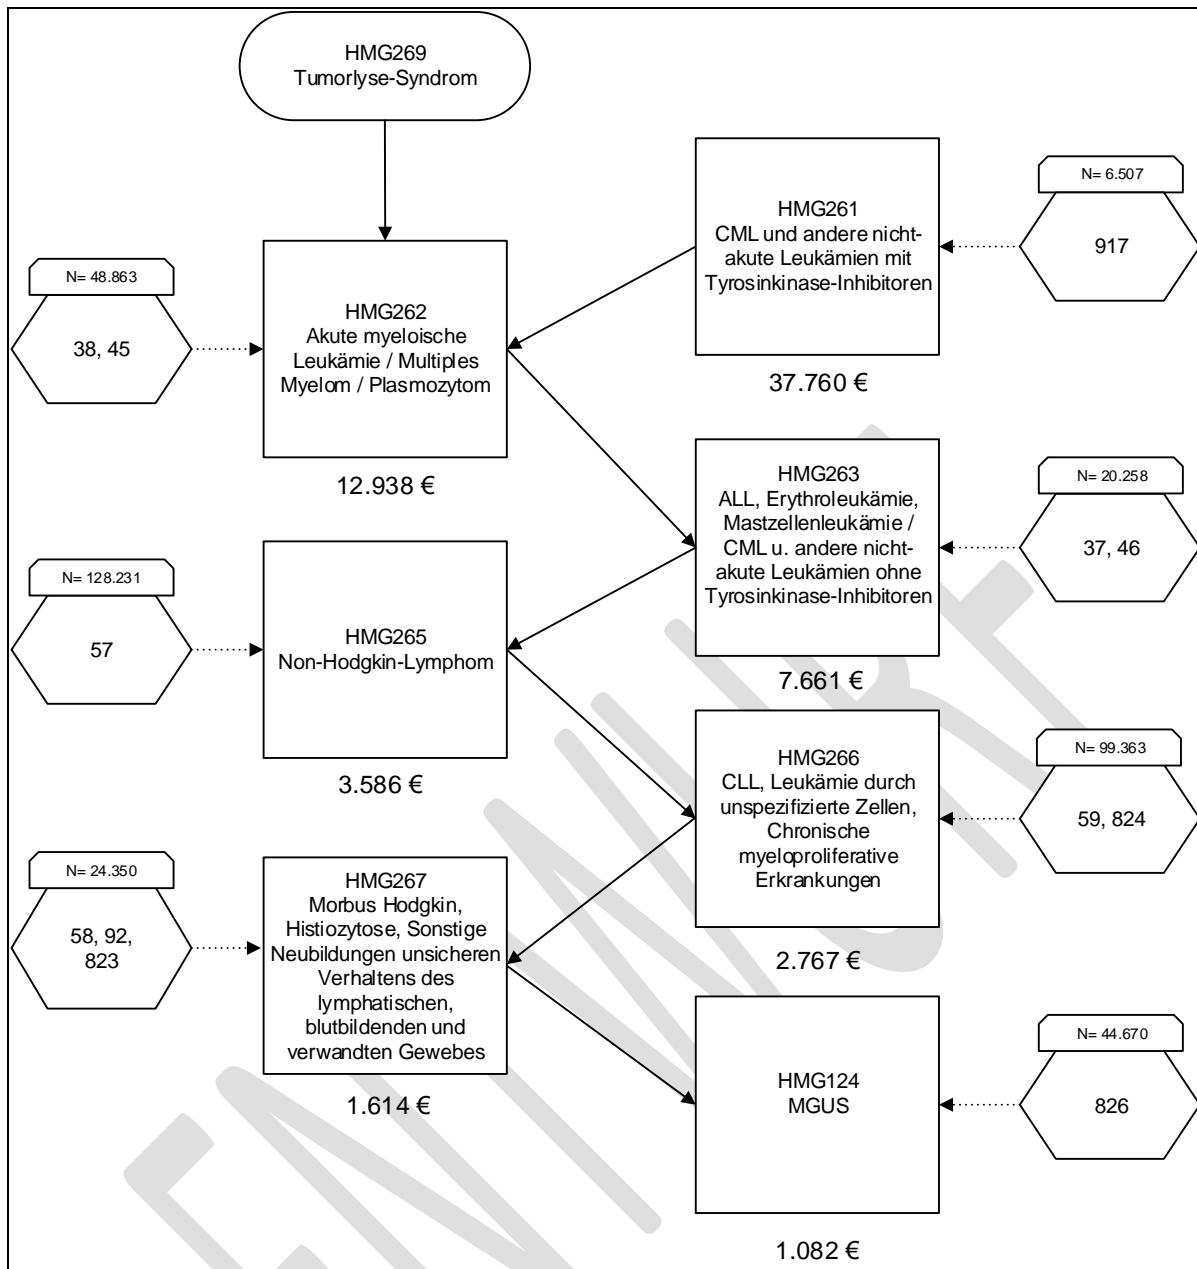 HMG269
Tumorlyse-Syndrom
N= 6.507
917
HMG261
CML und andere nicht-
akute Leukämien mit
Tyrosinkinase-Inhibitoren
37.760 €
N= 48.863
38, 45
HMG262
Akute myeloische
Leukämie / Multiples
Myelom / Plasmozytom
12.938 €
HMG263
ALL, Erythroleukämie,
Mastzellenleukämie /
CML u. andere nicht-
akute Leukämien ohne
Tyrosinkinase-Inhibitoren
7.661 €
N= 20.258
37, 46
N= 128.231
57
HMG265
Non-Hodgkin-Lymphom
3.586 €
HMG266
CLL, Leukämie durch
unspezifizierte Zellen,
Chronische
myeloproliferative
Erkrankungen
2.767 €
N= 99.363
59, 824
N= 24.350
58, 92,
823
HMG267
Morbus Hodgkin,
Histiozytose, Sonstige
Neubildungen unsicheren
Verhaltens des
lymphatischen,
blutbildenden und
verwandten Gewebes
1.614 €
HMG124
MGUS
1.082 €
N= 44.670
826
ENTWURF